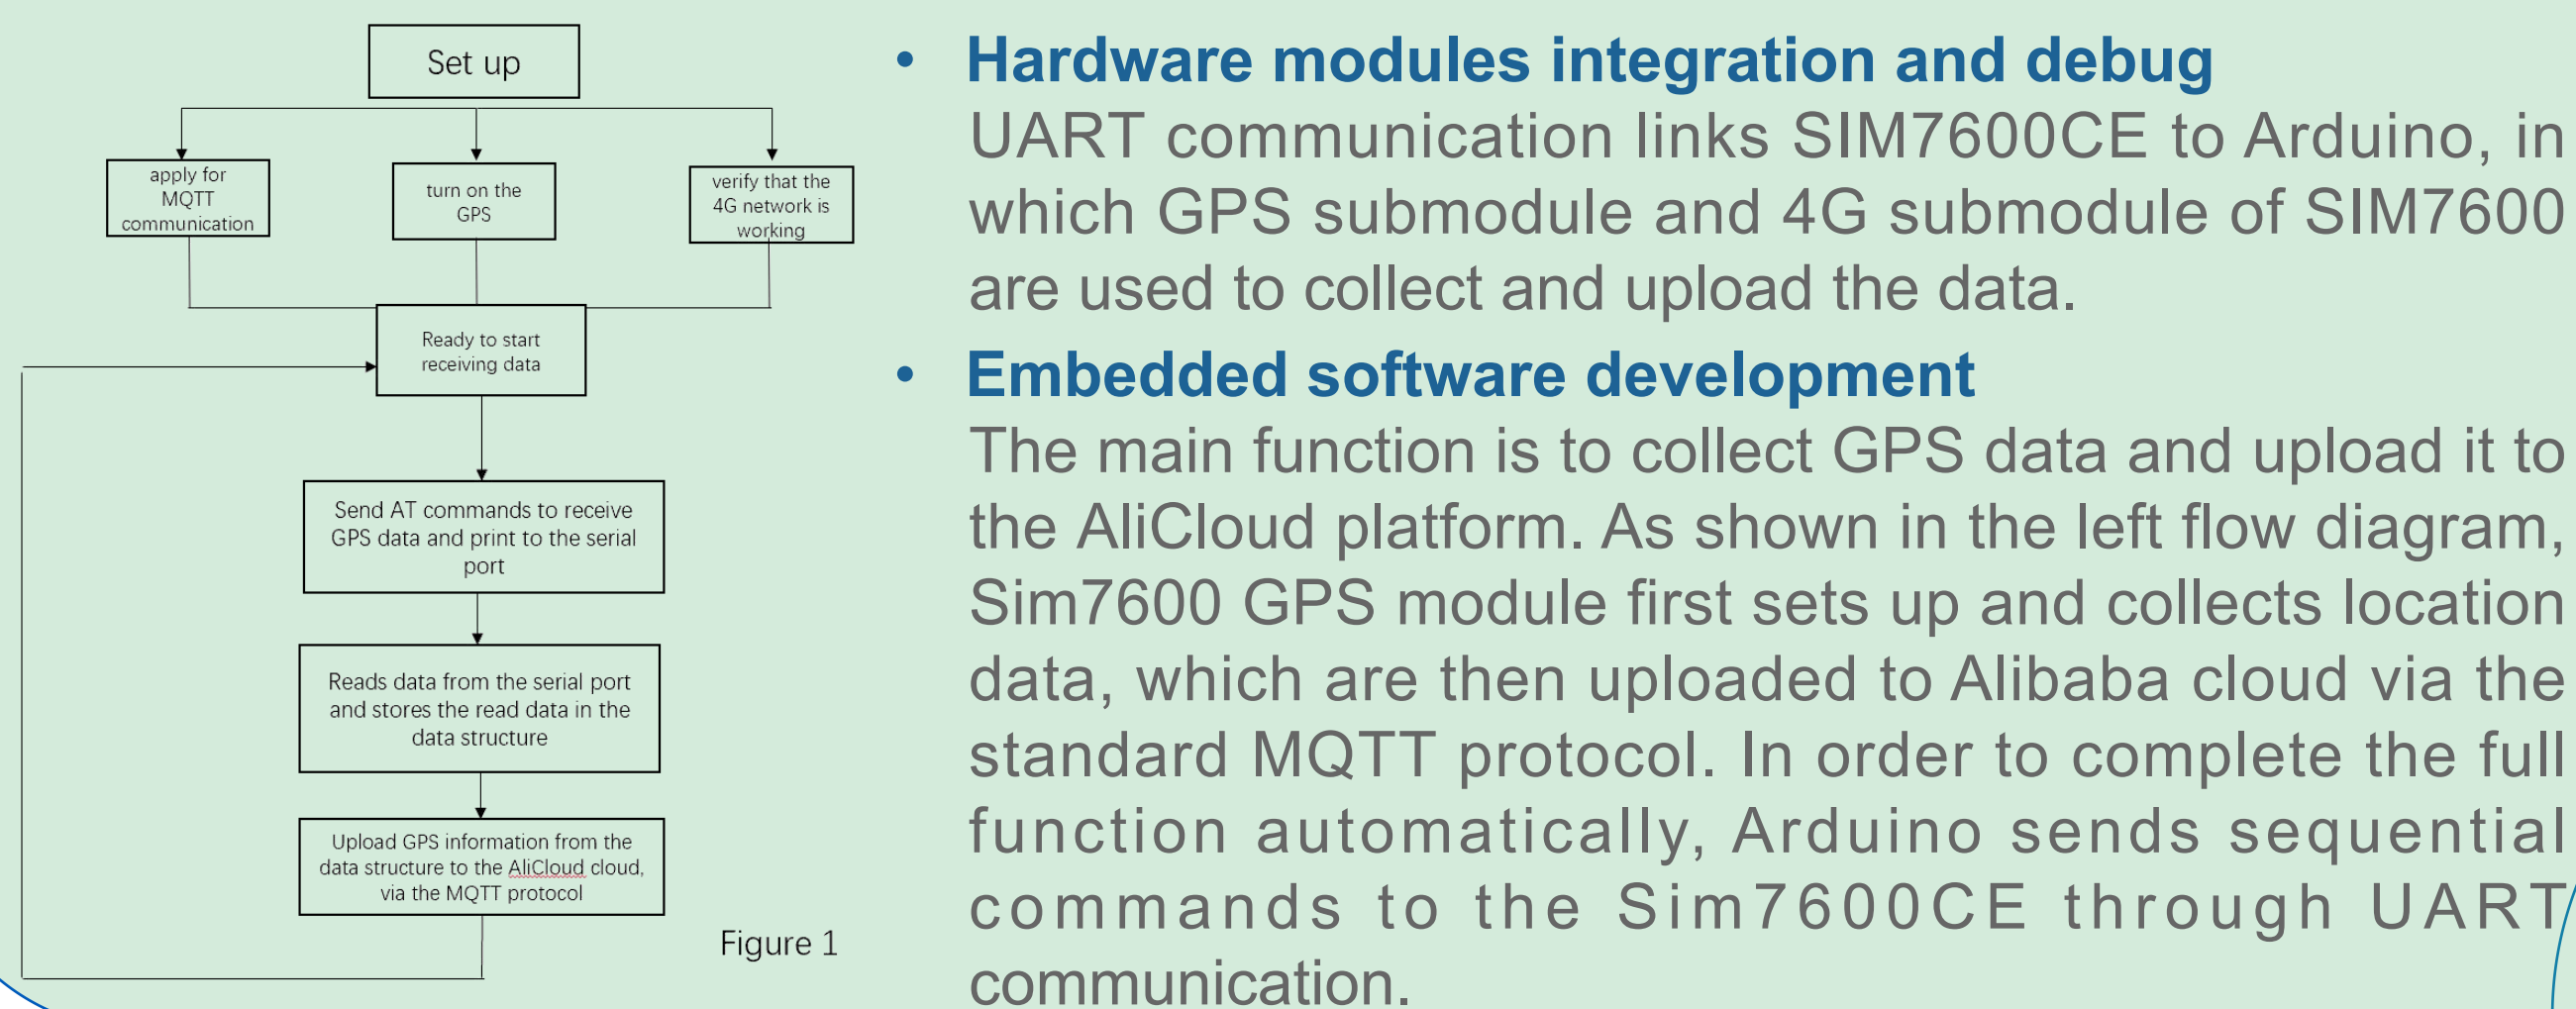 Set up
apply for
MQTT
communication
turn on the
GPS
verify that the
4G network is
working
Ready to start
receiving data
Send AT commands to receive
GPS data and print to the serial
port
Reads data from the serial port
and stores the read data in the
data structure
Upload GPS information from the
data structure to the AliCloud cloud,
via the MQTT protocol
Figure 1
• Hardware modules integration and debug
UART communication links SIM7600CE to Arduino, in
which GPS submodule and 4G submodule of SIM7600
are used to collect and upload the data.
• Embedded software development
The main function is to collect GPS data and upload it to
the AliCloud platform. As shown in the left flow diagram,
Sim7600 GPS module first sets up and collects location
data, which are then uploaded to Alibaba cloud via the
standard MQTT protocol. In order to complete the full
function automatically, Arduino sends sequential
commands to the Sim7600CE through UART
communication.